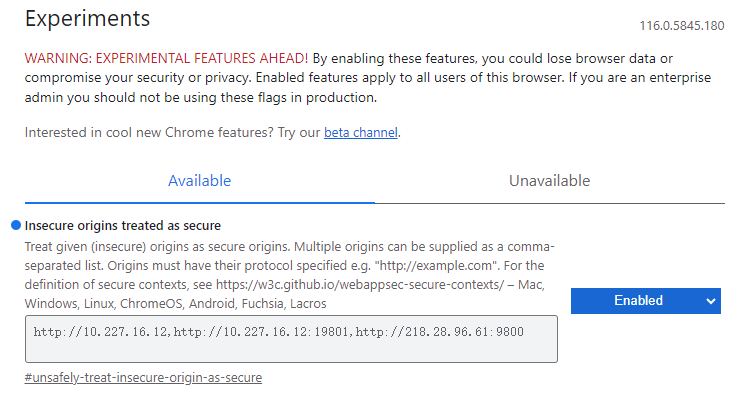 Experiments
116.0.5845.180
WARNING: EXPERIMENTAL FEATURES AHEAD! By enabling these features, you could lose browser data or
compromise your security or privacy. Enabled features apply to all users of this browser. If you are an enterprise
admin you should not be using these flags in production.
Interested in cool new Chrome features? Try our beta channel.
Available
Unavailable
Insecure origins treated as secure
Treat given (insecure) origins as secure origins. Multiple origins can be supplied as a comma-
separated list. Origins must have their protocol specified e.g. "http://example.com". For the
definition of secure contexts, see https://w3c.github.io/webappsec-secure-contexts/ – Mac,
Windows, Linux, ChromeOS, Android, Fuchsia, Lacros
Enabled
http://10.227.16.12,http://10.227.16.12:19801,http://218.28.96.61:9800
#unsafely-treat-insecure-origin-as-secure